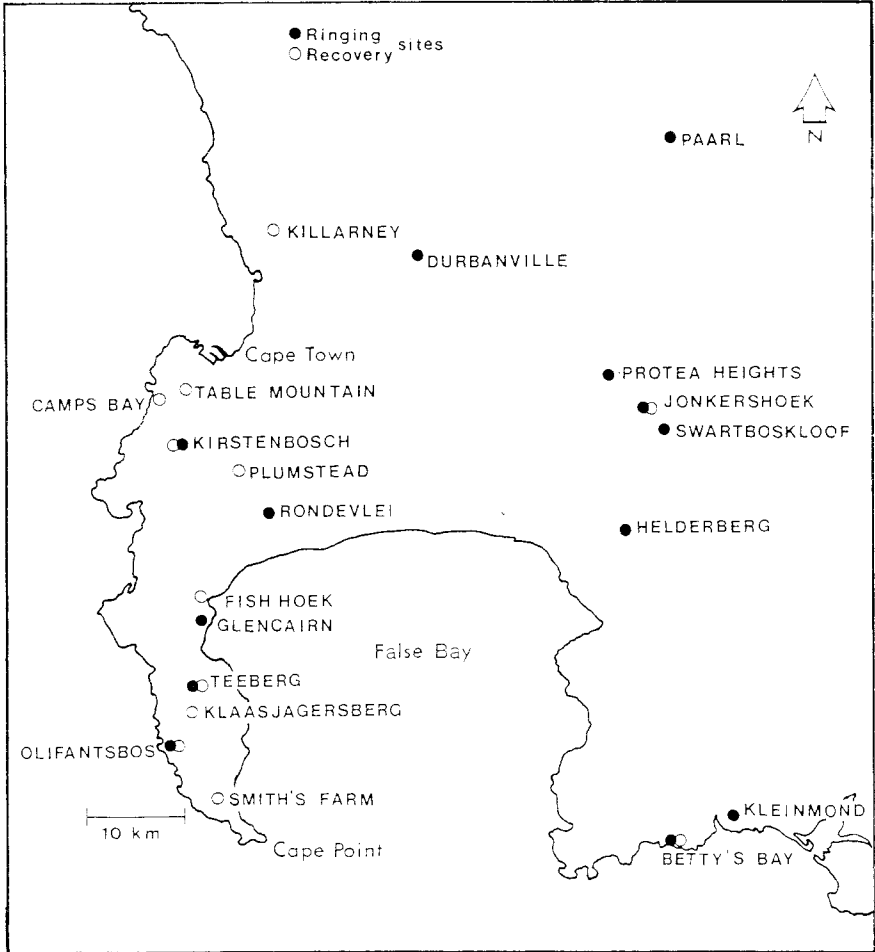 Ringing
Recovery sites
N
PAARL
KILLARNEY
DURBANVILLE
Cape Town
PROTEA HEIGHTS
TABLE MOUNTAIN
CAMPS BAY
JONKERSHOEK
SWARTBOSKLOOF
KIRSTENBOSCH
PLUMSTEAD
RONDEVLEI
HELDERBERG
FISH HOEK
GLENCAIRN
False Bay
TEEBERG
KLAASJAGERSBERG
OLIFANTSBOS
SMITH'S FARM
10 km
KLEINMOND
Cape Point
BETTY'S BAY